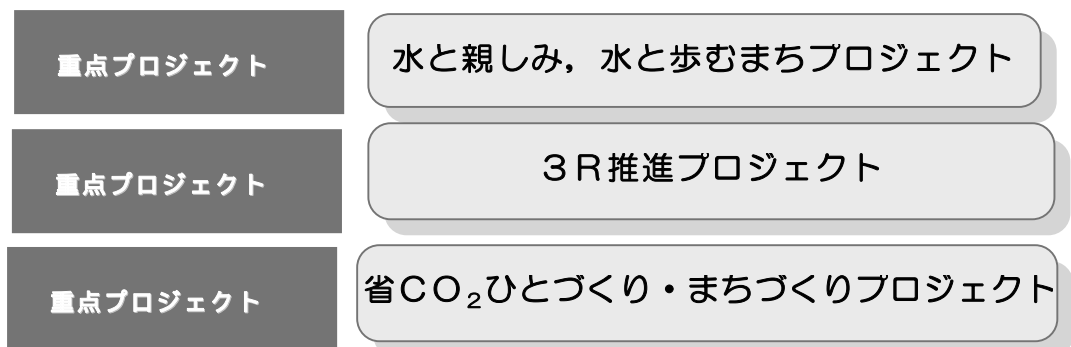 重点プロジェクト
水と親しみ，水と歩むまちプロジェクト
重点プロジェクト
３Ｒ推進プロジェクト
重点プロジェクト
省ＣＯ₂ひとづくり・まちづくりプロジェクト